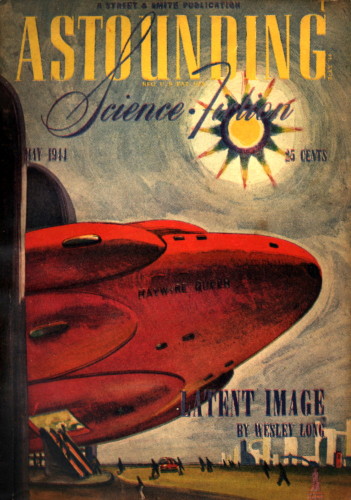 A STREET & SMITH PUBLICATION
ASTOUNDING
Science-Fiction
MAY 1944
25 CENTS
HAYWIRE QUEEN
LATENT IMAGE
BY WESLEY LONG